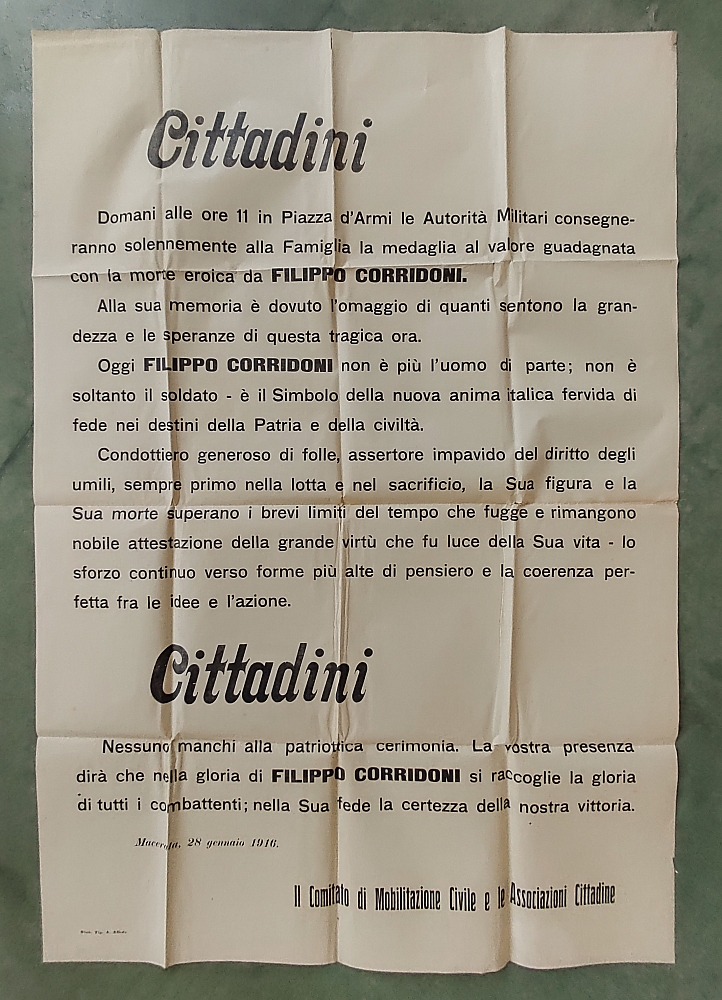 Cittadini
Domani alle ore 11 in Piazza d'Armi le Autorità Militari consegne-
ranno solennemente alla Famiglia la medaglia al valore guadagnata
con la morte eroica da FILIPPO CORRIDONI.
Alla sua memoria è dovuto l'omaggio di quanti sentono la gran-
dezza e le speranze di questa tragica ora.
Oggi FILIPPO CORRIDONI non è più l'uomo di parte; non è
soltanto il soldato - è il Simbolo della nuova anima italica fervida di
fede nei destini della Patria e della civiltà.
Condottiero generoso di folle, assertore impavido del diritto degli
umili, sempre primo nella lotta e nel sacrificio, la Sua figura e la
Sua morte superano i brevi limiti del tempo che fugge e rimangono
nobile attestazione della grande virtù che fu luce della Sua vita - lo
sforzo continuo verso forme più alte di pensiero e la coerenza per-
fetta fra le idee e l'azione.
Cittadini
Nessuno manchi alla patriottica cerimonia. La vostra presenza
dirà che nella gloria di FILIPPO CORRIDONI si raccoglie la gloria
di tutti i combattenti; nella Sua fede la certezza della nostra vittoria.
Macerata, 28 gennaio 1916.
Il Comitato di Mobilitazione Civile e le Associazioni Cittadine